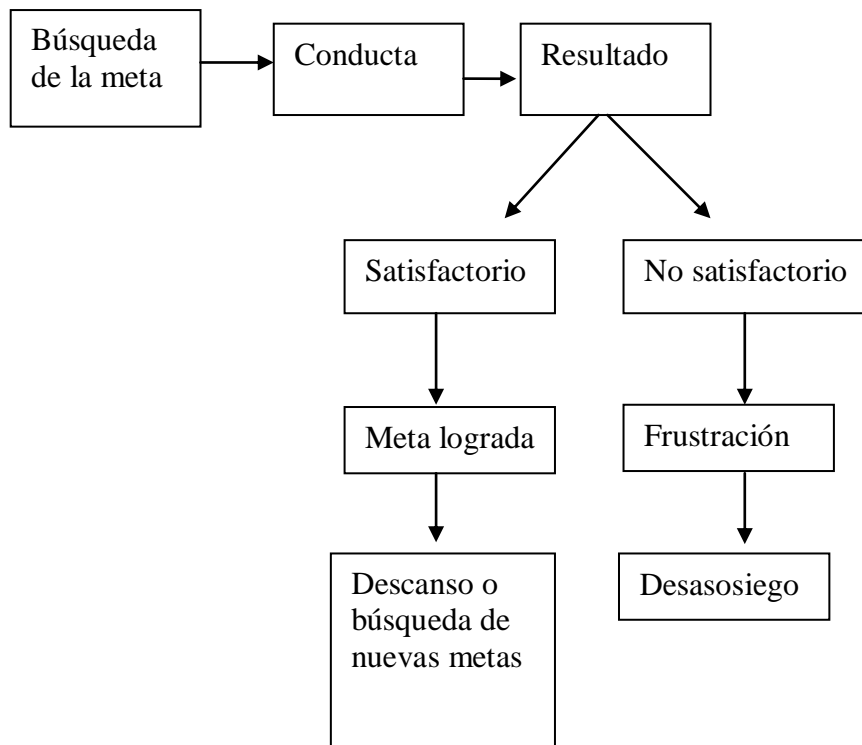 Búsqueda
de la meta
Conducta
Resultado
Satisfactorio
No satisfactorio
Meta lograda
Frustración
Descanso o
búsqueda de
nuevas metas
Desasosiego